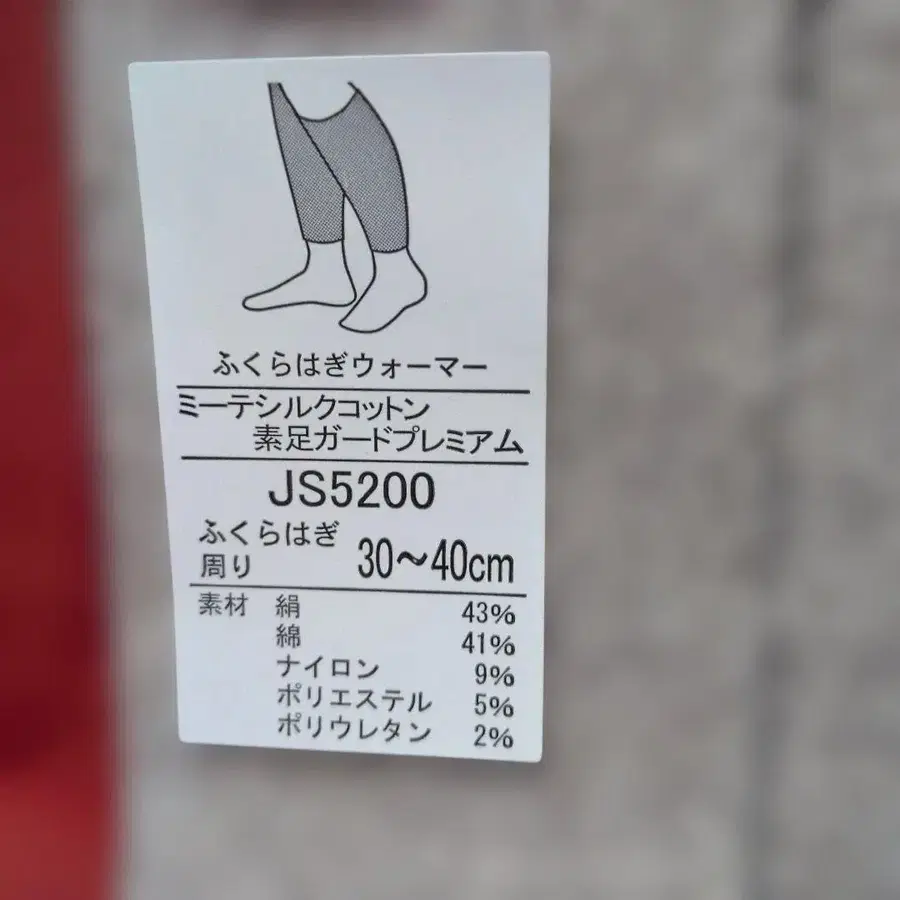 ふくらはぎウォーマー
ミーテシルクコットン
素足ガードプレミアム
JS5200
ふくらはぎ
周り 30～40cm
素材 絹 43%
綿 41%
ナイロン 9%
ポリエステル 5%
ポリウレタン 2%